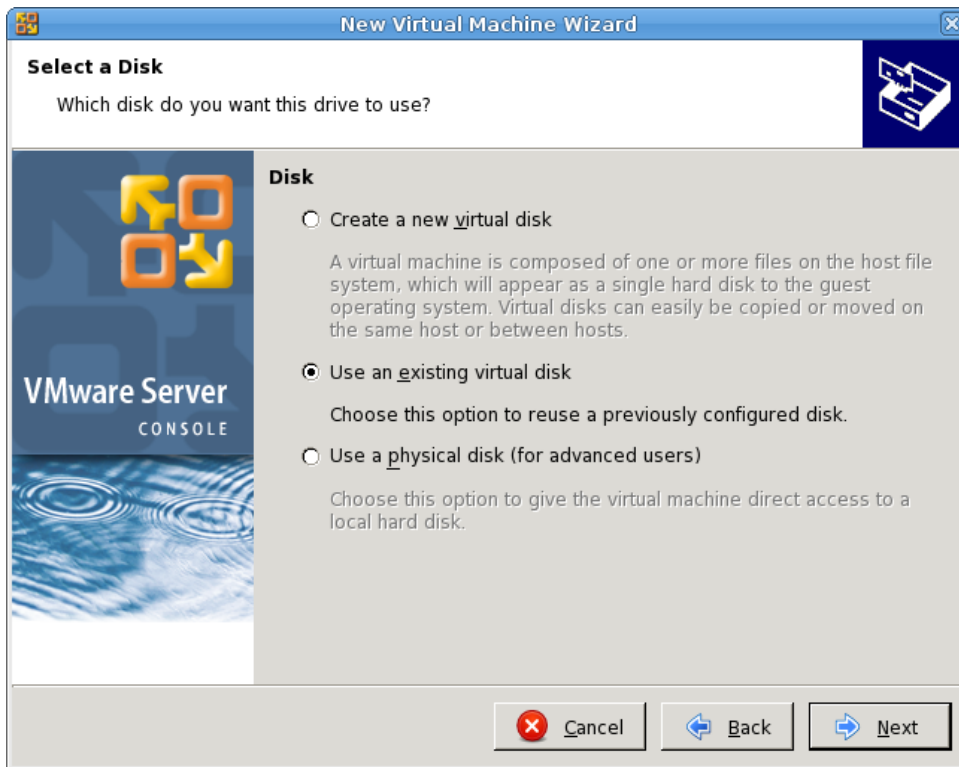 New Virtual Machine Wizard
Select a Disk
Which disk do you want this drive to use?
VMware Server
CONSOLE
Disk
Create a new virtual disk
A virtual machine is composed of one or more files on the host file
system, which will appear as a single hard disk to the guest
operating system. Virtual disks can easily be copied or moved on
the same host or between hosts.
Use an existing virtual disk
Choose this option to reuse a previously configured disk.
Use a physical disk (for advanced users)
Choose this option to give the virtual machine direct access to a
local hard disk.
Cancel
Back
Next